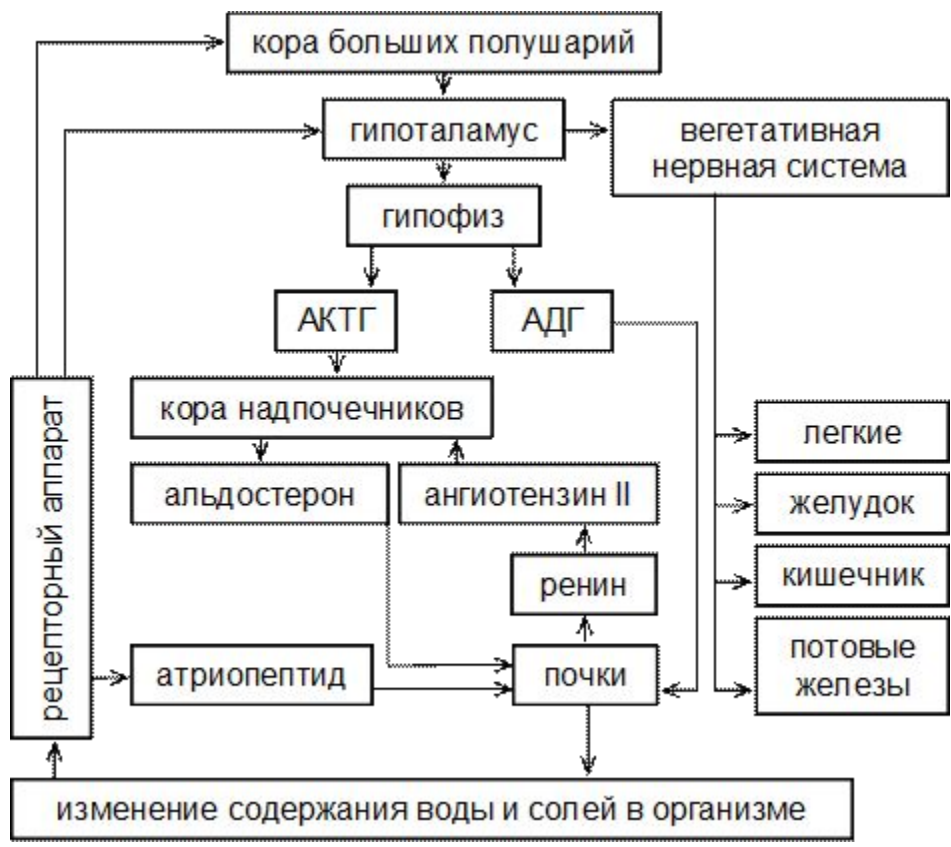 кора больших полушарий
гипоталамус
вегетативная
нервная система
гипофиз
АКТГ
АДГ
рецепторный аппарат
кора надпочечников
альдостерон
ангиотензин II
легкие
желудок
ренин
кишечник
атриопептид
почки
потовые
железы
изменение содержания воды и солей в организме